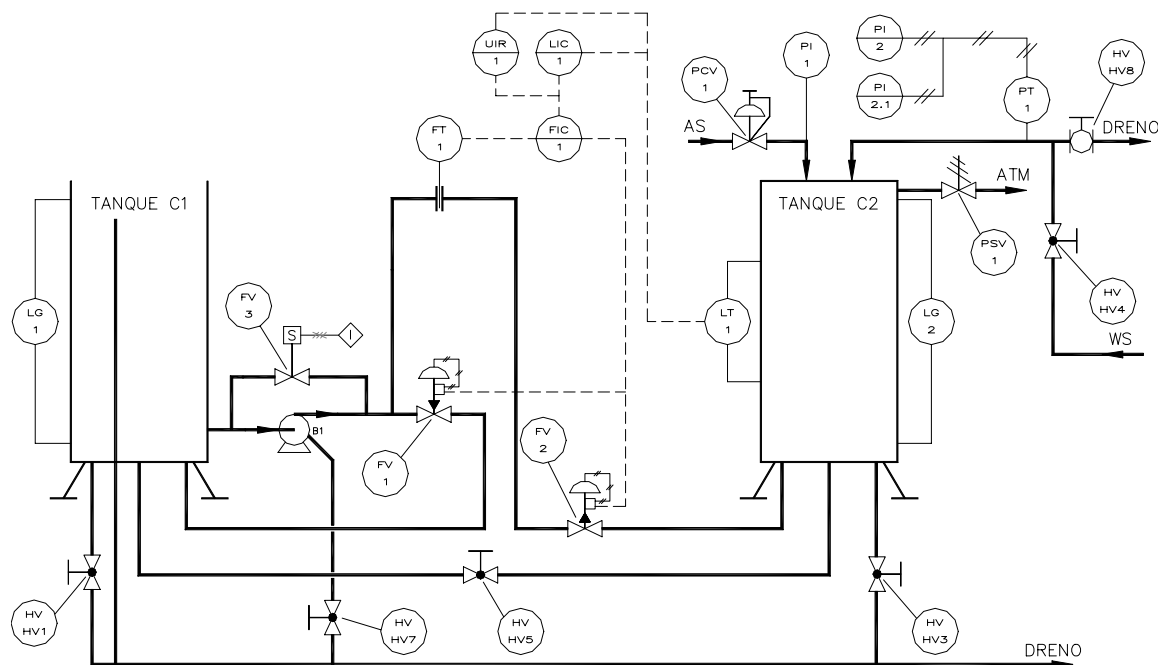 UIR
1
LIC
1
PI
1
PI
2
PI
2.1
PCV
1
PT
1
HV
HV8
FT
1
FIC
1
AS
DRENO
ATM
TANQUE C1
TANQUE C2
PSV
1
LG
1
FV
3
S
I
LT
1
LG
2
HV
HV4
WS
B1
FV
1
FV
2
HV
HV1
HV
HV7
HV
HV5
HV
HV3
DRENO